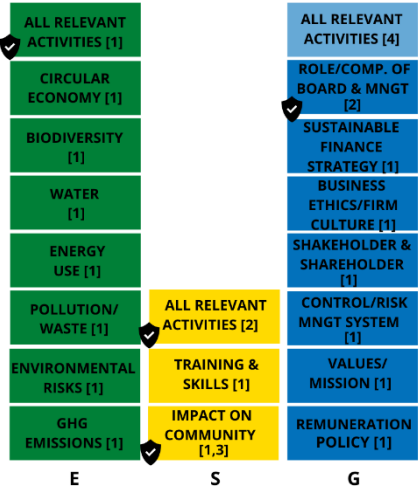 ALL RELEVANT
ACTIVITIES [1]
CIRCULAR
ECONOMY [1]
BIODIVERSITY
[1]
WATER
[1]
ENERGY
USE [1]
POLLUTION/
WASTE [1]
ENVIRONMENTAL
RISKS [1]
GHG
EMISSIONS [1]
E
ALL RELEVANT
ACTIVITIES [2]
TRAINING &
SKILLS [1]
IMPACT ON
COMMUNITY
[1,3]
S
ALL RELEVANT
ACTIVITIES [4]
ROLE/COMP. OF
BOARD & MNGT
[2]
SUSTAINABLE
FINANCE
STRATEGY [1]
BUSINESS
ETHICS/FIRM
CULTURE [1]
SHAKEHOLDER &
SHAREHOLDER
[1]
CONTROL/RISK
MNGT SYSTEM
[1]
VALUES/
MISSION [1]
REMUNERATION
POLICY [1]
G